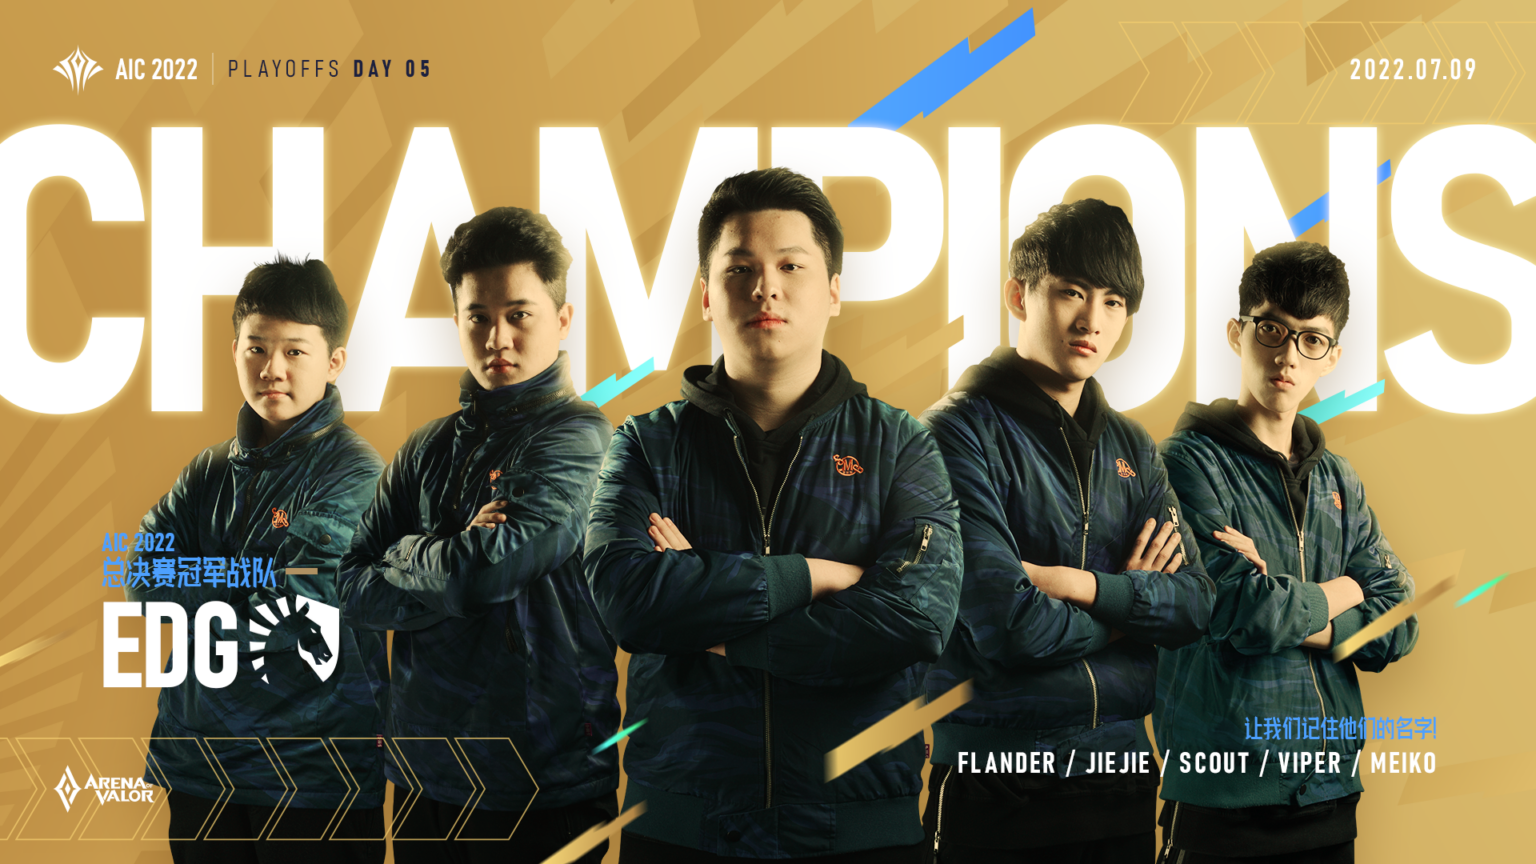 AIC 2022 | PLAYOFFS DAY 05
2022.07.09
CHAMPIONS
AIC 2022
总决赛冠军战队
EDG
让我们记住他们的名字!
FLANDER / JIEJIE / SCOUT / VIPER / MEIKO
ARENA OF
VALOR